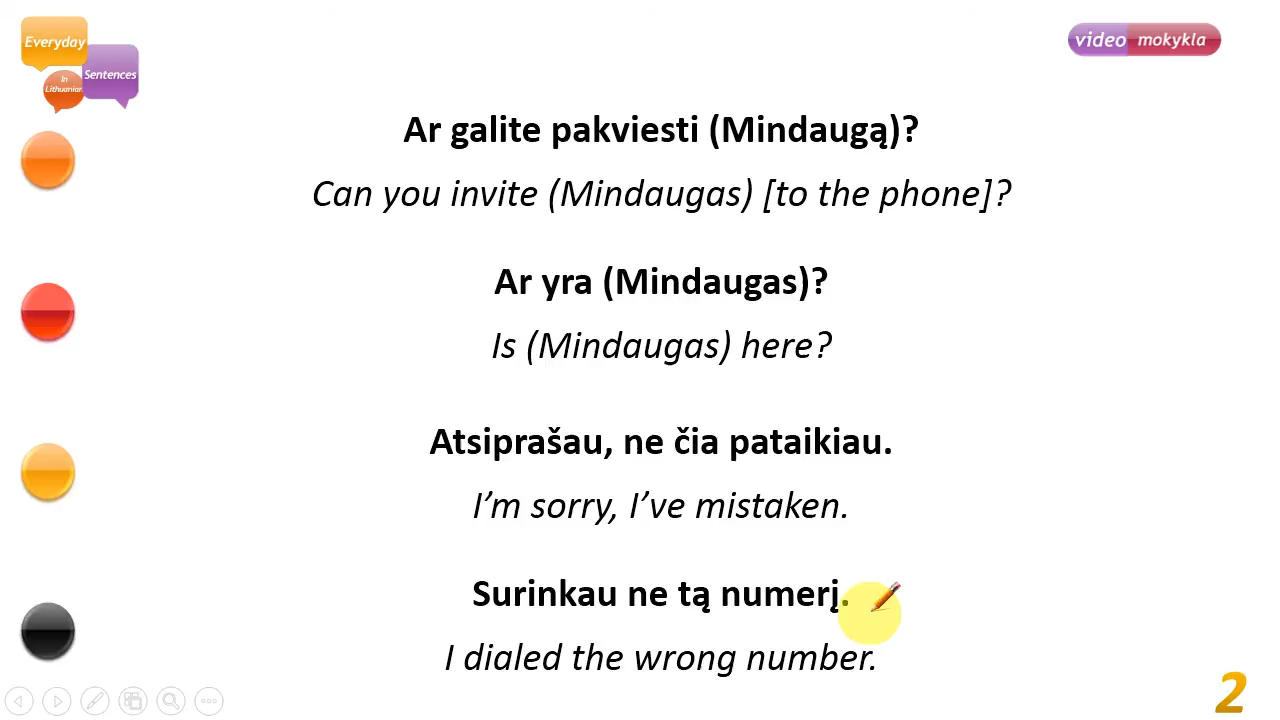 Everyday
In
Lithuanian
Sentences
video mokykla
Ar galite pakviesti (Mindaugą)?
Can you invite (Mindaugas) [to the phone]?
Ar yra (Mindaugas)?
Is (Mindaugas) here?
Atsiprašau, ne čia pataikiau.
I’m sorry, I’ve mistaken.
Surinkau ne tą numerį.
I dialed the wrong number.
2